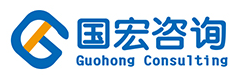 国宏咨询
Guohong Consulting